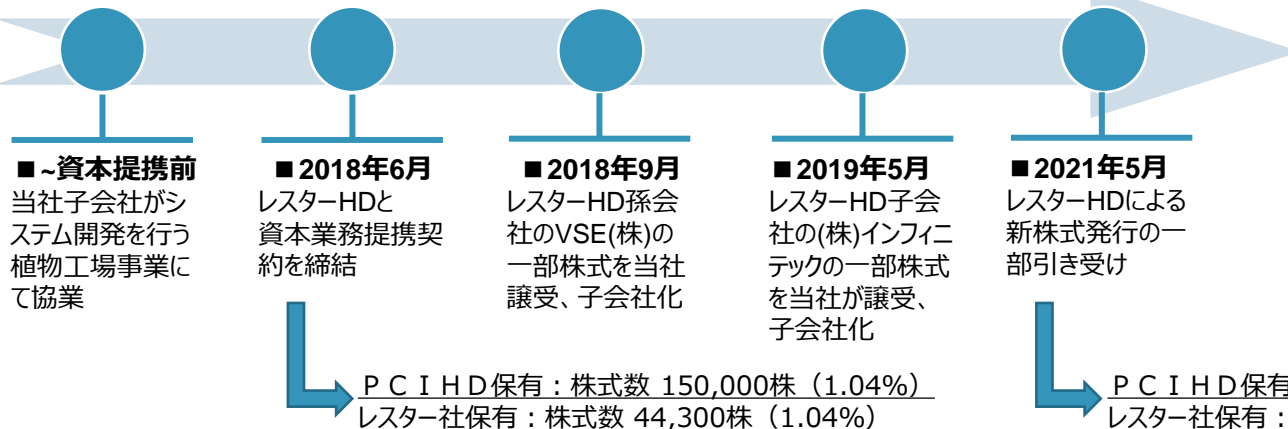 ■~資本提携前
当社子会社がシ
ステム開発を行う
植物工場事業に
て協業
■2018年6月
レスターHDと
資本業務提携契
約を締結
■2018年9月
レスターHD孫会
社のVSE(株)の
一部株式を当社
譲受、子会社化
■2019年5月
レスターHD子会
社の(株)インフィニ
テックの一部株式
を当社が譲受、
子会社化
■2021年5月
レスターHDによる
新株式発行の一
部引き受け
ＰＣＩＨＤ保有：株式数 150,000株（1.04%）
レスター社保有：株式数 44,300株（1.04%）
ＰＣＩＨＤ保有
レスター社保有：